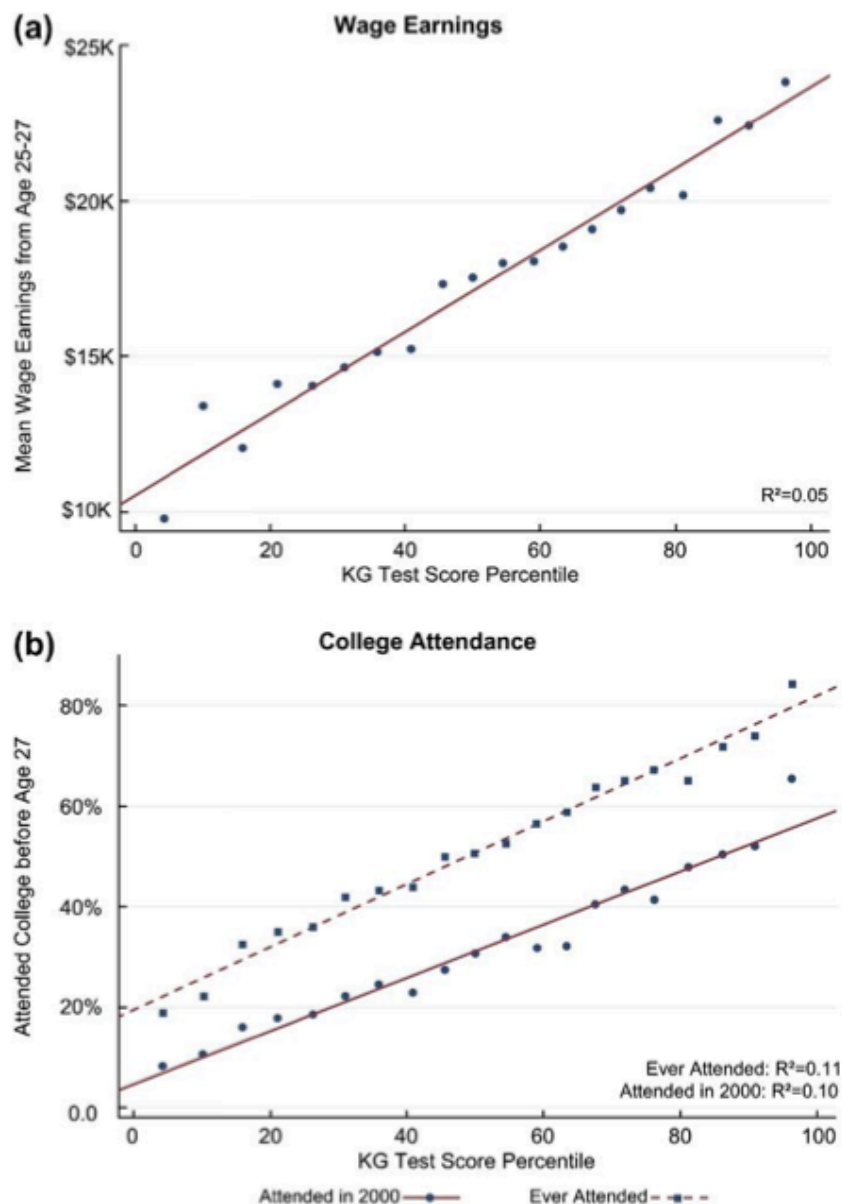 (a)
Wage Earnings
Mean Wage Earnings from Age 25-27
$25K
$20K
$15K
$10K
R²=0.05
0 20 40 60 80 100
KG Test Score Percentile
(b)
College Attendance
Attended College before Age 27
80%
60%
40%
20%
0.0
Ever Attended: R²=0.11
Attended in 2000: R²=0.10
0 20 40 60 80 100
KG Test Score Percentile
Attended in 2000 Ever Attended